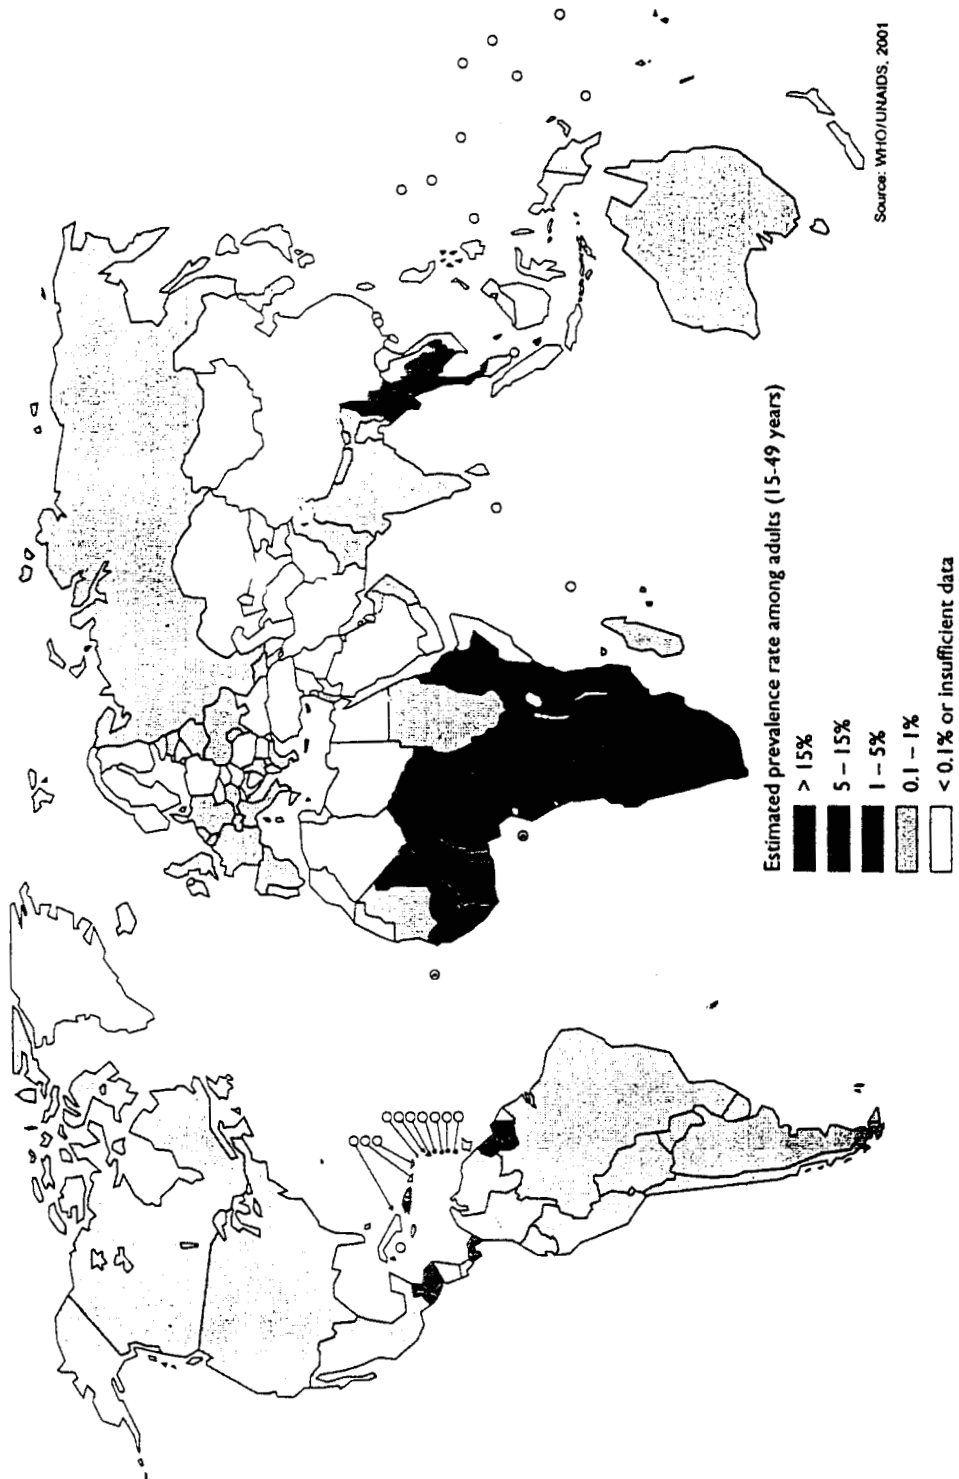 Source: WHO/UNAIDS, 2001
Estimated prevalence rate among adults (15-49 years)
> 15%
5 – 15%
1 – 5%
0.1 – 1%
< 0.1% or insufficient data